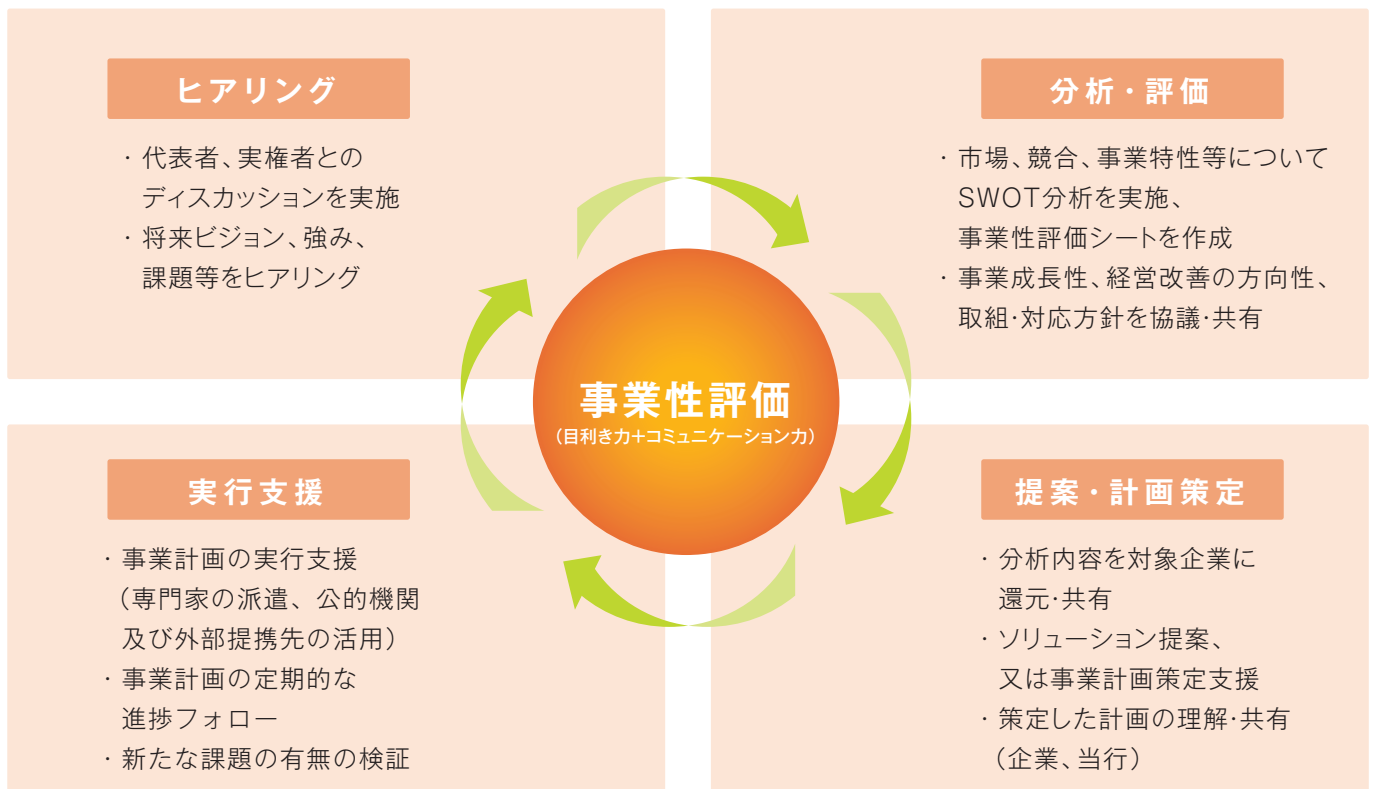 ヒアリング
・代表者、実権者との
ディスカッションを実施
・将来ビジョン、強み、
課題等をヒアリング
分析・評価
・市場、競合、事業特性等について
SWOT分析を実施、
事業性評価シートを作成
・事業成長性、経営改善の方向性、
取組・対応方針を協議・共有
事業性評価
（目利き力+コミュニケーション力）
実行支援
・事業計画の実行支援
（専門家の派遣、公的機関
及び外部提携先の活用）
・事業計画の定期的な
進捗フォロー
・新たな課題の有無の検証
提案・計画策定
・分析内容を対象企業に
還元・共有
・ソリューション提案、
又は事業計画策定支援
・策定した計画の理解・共有
（企業、当行）